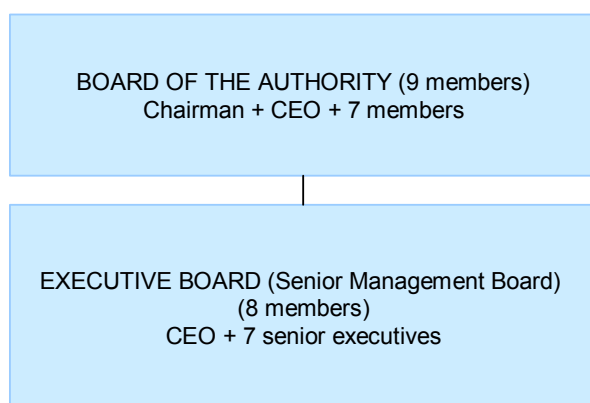 BOARD OF THE AUTHORITY (9 members)
Chairman + CEO + 7 members
EXECUTIVE BOARD (Senior Management Board)
(8 members)
CEO + 7 senior executives